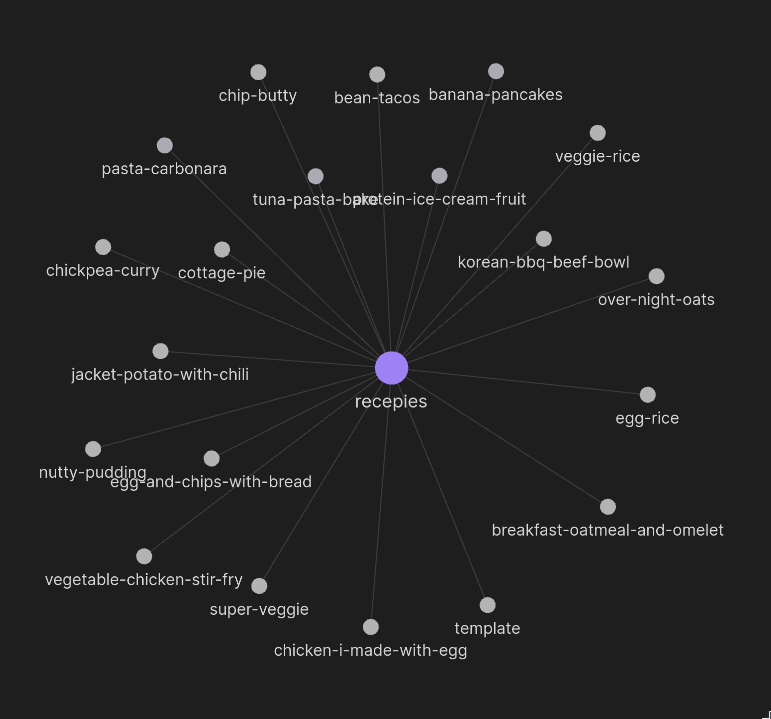 chip-butty
bean-tacos
banana-pancakes
veggie-rice
pasta-carbonara
tuna-pasta-bake
protein-ice-cream-fruit
korean-bbq-beef-bowl
chickpea-curry
cottage-pie
over-night-oats
jacket-potato-with-chili
recepies
egg-rice
nutty-pudding
egg-and-chips-with-bread
breakfast-oatmeal-and-omelet
vegetable-chicken-stir-fry
super-veggie
template
chicken-i-made-with-egg